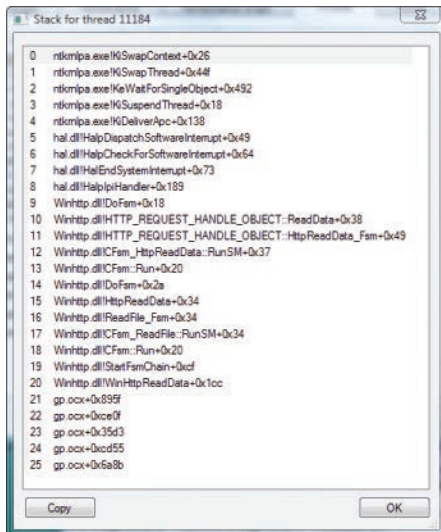 Stack for thread 11184
0 ntkrnlpa.exe!KiSwapContext+0x26
1 ntkrnlpa.exe!KiSwapThread+0x44f
2 ntkrnlpa.exe!KeWaitForSingleObject+0x492
3 ntkrnlpa.exe!KiSuspendThread+0x18
4 ntkrnlpa.exe!KiDeliverApc+0x138
5 hal.dll!HalpDispatchSoftwareInterrupt+0x49
6 hal.dll!HalpCheckForSoftwareInterrupt+0x64
7 hal.dll!HalEndSystemInterrupt+0x73
8 hal.dll!HalpIpiHandler+0x189
9 Winhttp.dll!DoFsm+0x18
10 Winhttp.dll!HTTP_REQUEST_HANDLE_OBJECT::ReadData+0x38
11 Winhttp.dll!HTTP_REQUEST_HANDLE_OBJECT::HttpReadData_Fsm+0x49
12 Winhttp.dll!CFsm_HttpReadData::RunSM+0x37
13 Winhttp.dll!CFsm::Run+0x20
14 Winhttp.dll!DoFsm+0x2a
15 Winhttp.dll!HttpReadData+0x34
16 Winhttp.dll!ReadFile_Fsm+0x34
17 Winhttp.dll!CFsm_ReadFile::RunSM+0x34
18 Winhttp.dll!CFsm::Run+0x20
19 Winhttp.dll!StartFsmChain+0xcf
20 Winhttp.dll!WinHttpReadData+0x1cc
21 gp.ocx+0x895f
22 gp.ocx+0xce0f
23 gp.ocx+0x35d3
24 gp.ocx+0xcd55
25 gp.ocx+0x6a8b
Copy OK